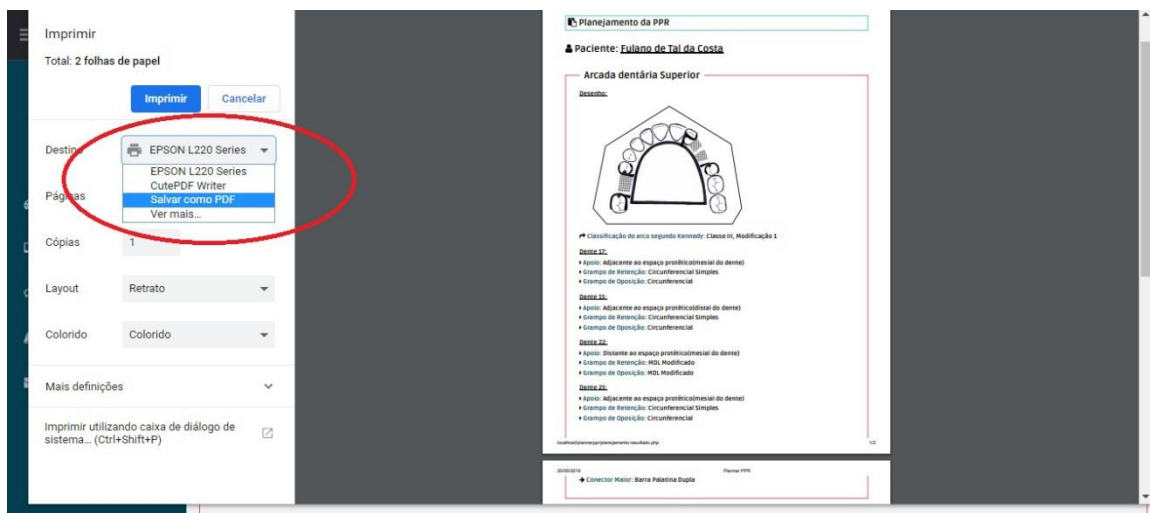 Imprimir
Total: 2 folhas de papel
Imprimir
Cancelar
Destino
EPSON L220 Series
EPSON L220 Series
CutePDF Writer
Salvar como PDF
Ver mais...
Páginas
Cópias
1
Layout
Retrato
Colorido
Colorido
Mais definições
Imprimir utilizando caixa de diálogo de
sistema... (Ctrl+Shift+P)
Planejamento da PPR
Paciente: Fulano de Tal da Costa
Arcada dentária Superior
Desenho:
Classificação do arco segundo Kennedy: Classe III, Modificação 1
Dente 17:
Apoio: Adjacente ao espaço protético(mesial do dente)
Grampo de Retenção: Circunferencial Simples
Grampo de Oposição: Circunferencial
Apoio: Adjacente ao espaço protético(distal do dente)
Grampo de Retenção: Circunferencial Simples
Grampo de Oposição: Circunferencial
Dente 22:
Apoio: Distante ao espaço protético(mesial do dente)
Grampo de Retenção: MDL Modificado
Grampo de Oposição: MDL Modificado
Apoio: Adjacente ao espaço protético(mesial do dente)
Grampo de Retenção: Circunferencial Simples
Grampo de Oposição: Circunferencial
1/2
Planner PPR
Conector Maior: Barra Palatina Dupla